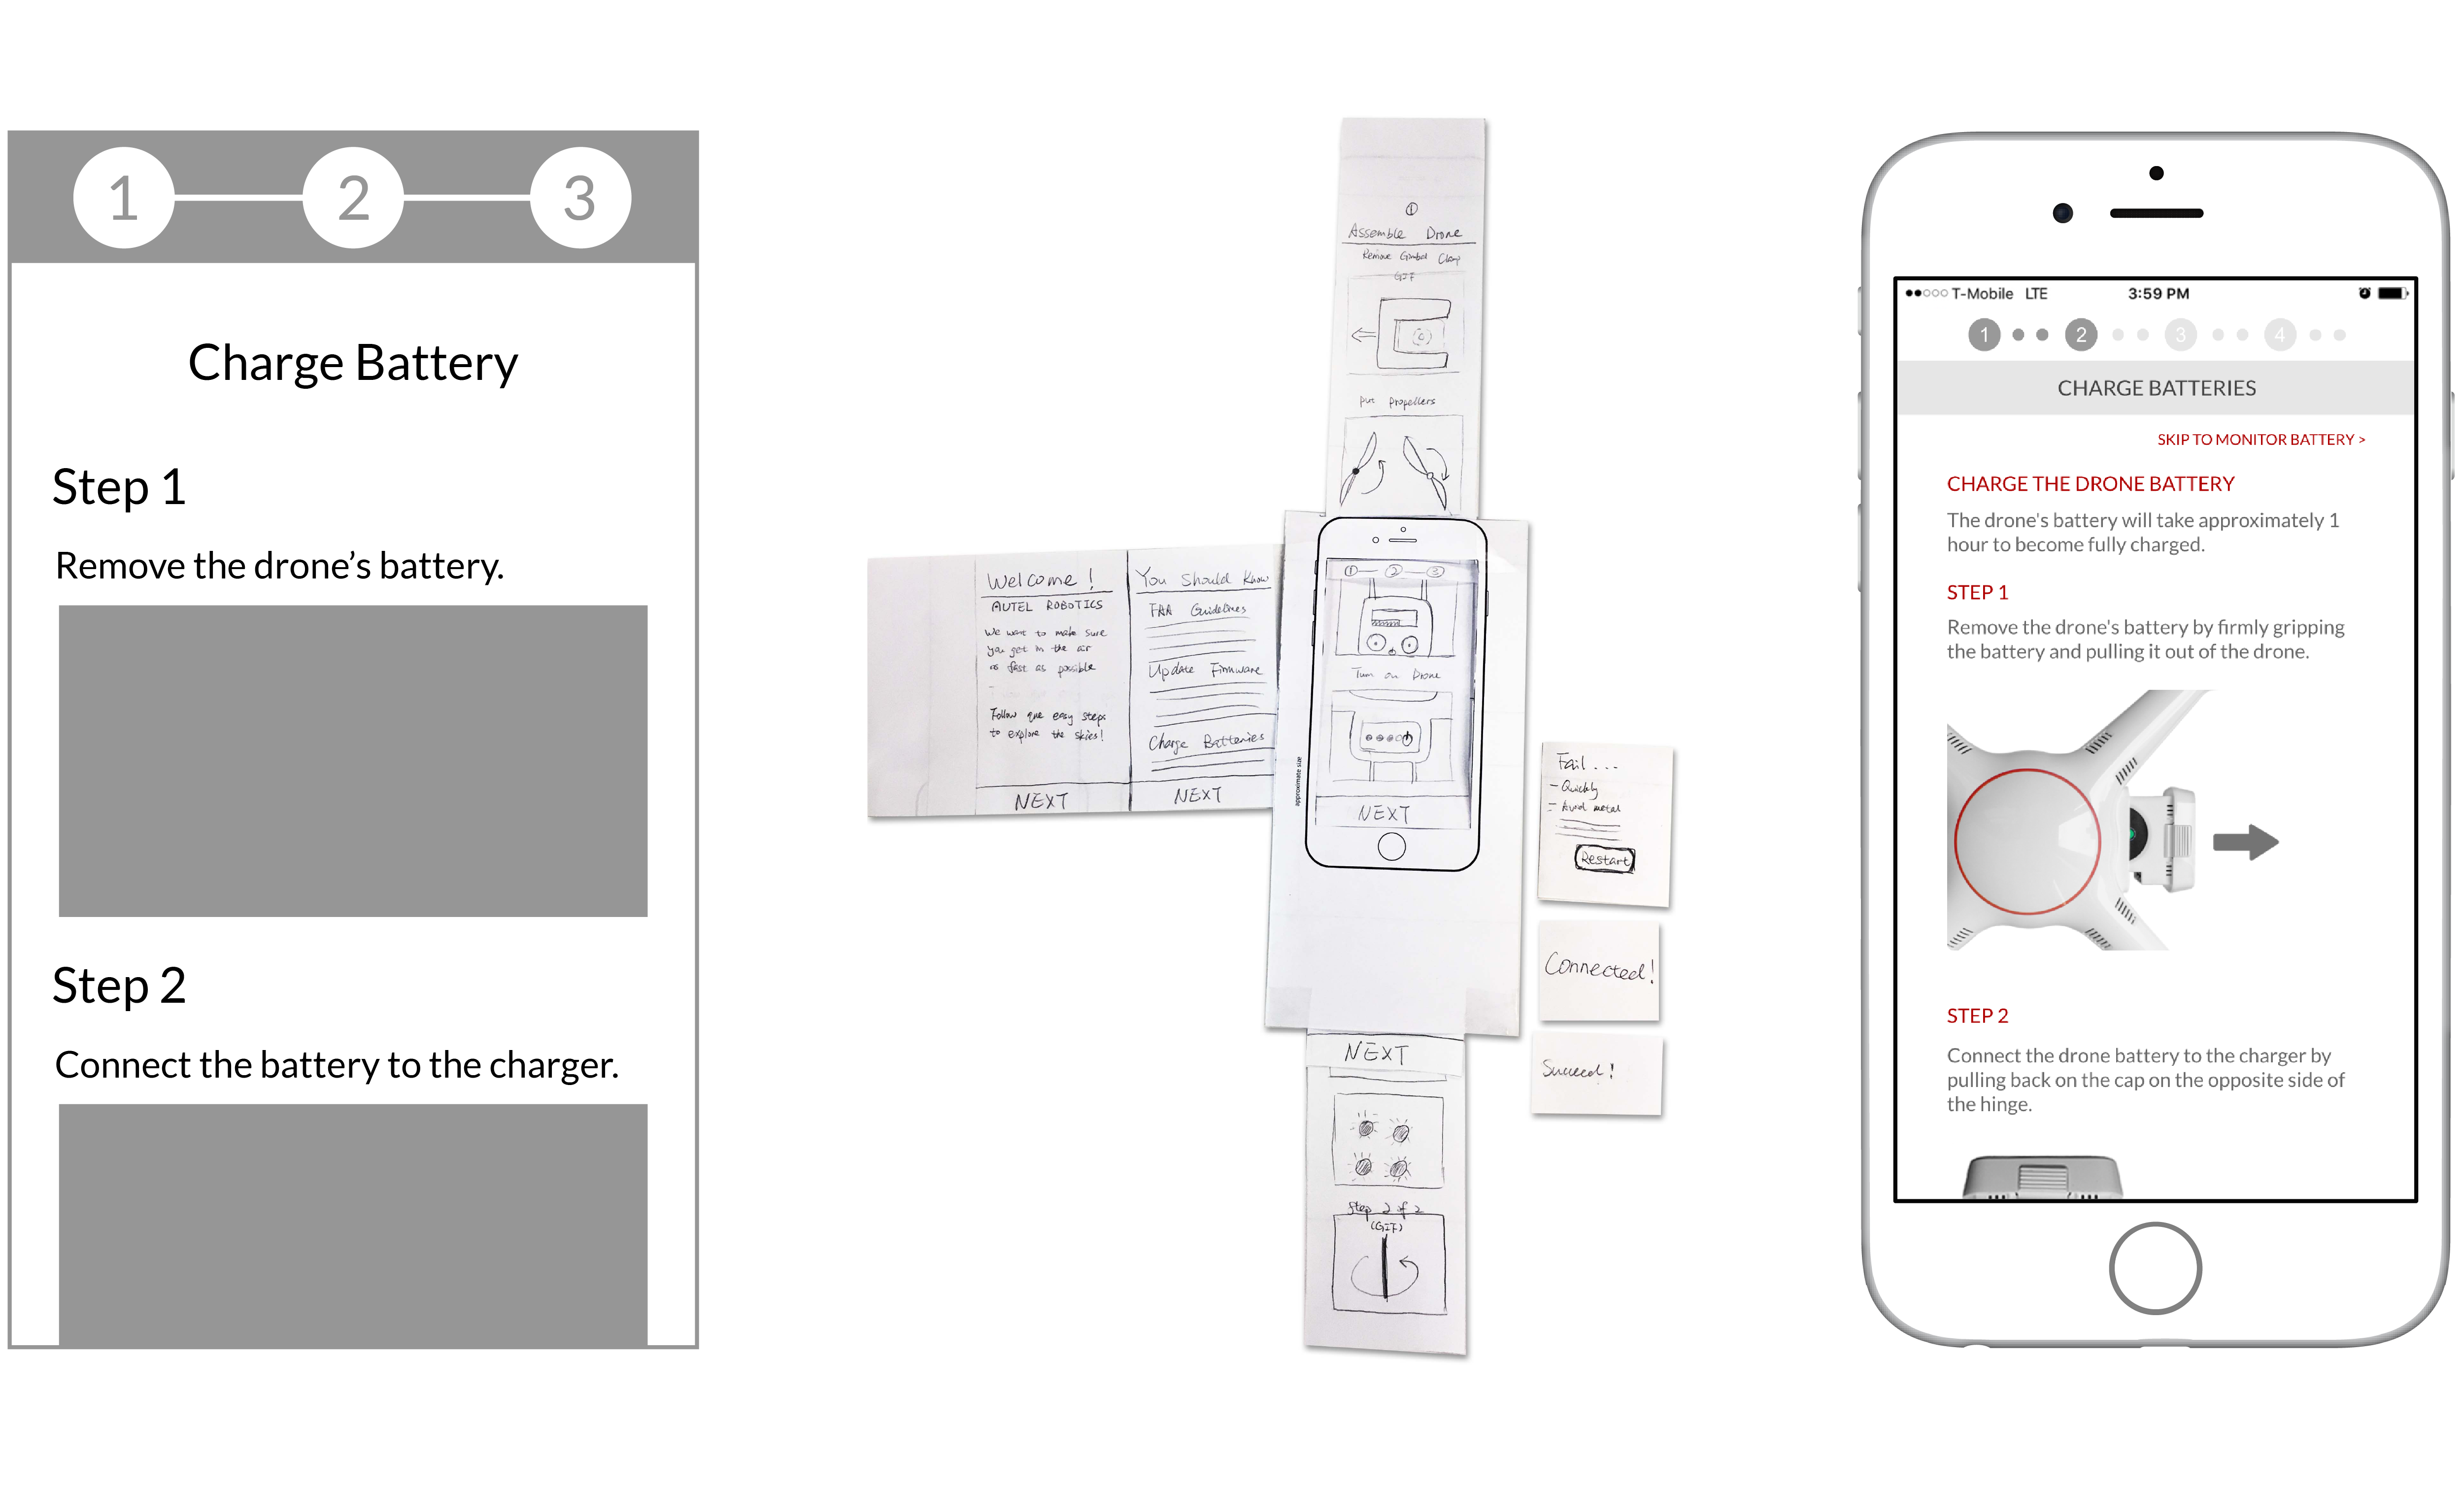 1
2
3
Charge Battery
Step 1
Remove the drone’s battery.
Step 2
Connect the battery to the charger.
①
Assemble Drone
Remove Gimbal Clamp
GIF
put propellers
Welcome!
AUTEL ROBOTICS
We want to make sure
you get in the air
as fast as possible
Follow easy steps
to explore the skies!
NEXT
You Should Know
FAA Guidelines
Update Firmware
Charge Batteries
NEXT
① ② ③
Turn on Drone
NEXT
approximate size
Fail...
- Quickly
- Avoid metal
Restart
Connected!
Succeed!
NEXT
Step 2 of 2
(GIF)
T-Mobile LTE
3:59 PM
1
2
3
4
CHARGE BATTERIES
SKIP TO MONITOR BATTERY >
CHARGE THE DRONE BATTERY
The drone's battery will take approximately 1
hour to become fully charged.
STEP 1
Remove the drone's battery by firmly gripping
the battery and pulling it out of the drone.
STEP 2
Connect the drone battery to the charger by
pulling back on the cap on the opposite side of
the hinge.